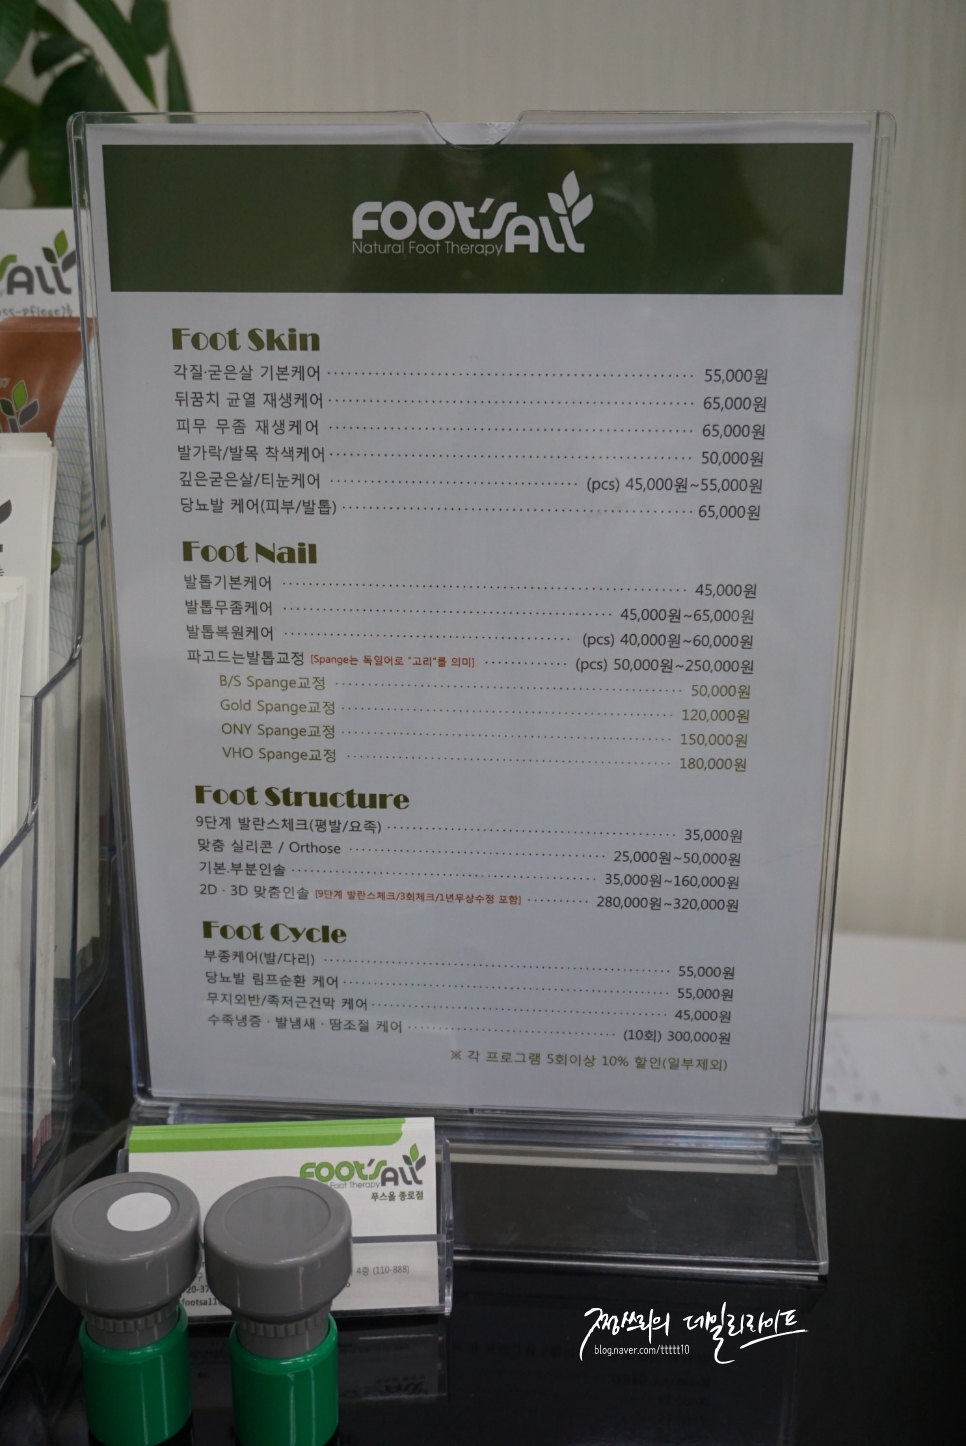 FOOT'S ALL
Natural Foot Therapy
Foot Skin
각질·굳은살 기본케어 55,000원
뒤꿈치 균열 재생케어 65,000원
피무 무좀 재생케어 65,000원
발가락/발목 착색케어 50,000원
깊은굳은살/티눈케어 (pcs) 45,000원~55,000원
당뇨발 케어(피부/발톱) 65,000원
Foot Nail
발톱기본케어 45,000원
발톱무좀케어 45,000원~65,000원
발톱복원케어 (pcs) 40,000원~60,000원
파고드는발톱교정 [Spange는 독일어로 "고리"를 의미] (pcs) 50,000원~250,000원
B/S Spange교정 50,000원
Gold Spange교정 120,000원
ONY Spange교정 150,000원
VHO Spange교정 180,000원
Foot Structure
9단계 발란스체크(평발/요족) 35,000원
맞춤 실리콘 / Orthose 25,000원~50,000원
기본.부분인솔 35,000원~160,000원
2D · 3D 맞춤인솔 [9단계 발란스체크/3회체크/1년무상수정 포함] 280,000원~320,000원
Foot Cycle
부종케어(발/다리) 55,000원
당뇨발 림프순환 케어 55,000원
무지외반/족저근건막 케어 45,000원
수족냉증 · 발냄새 · 땀조절 케어 (10회) 300,000원
※ 각 프로그램 5회이상 10% 할인(일부제외)
FOOT'S ALL
Foot Therapy
푸스올 종로점
4층 (110-888)
짱쓰리의 데일리라이프
blog.naver.com/ttttt10